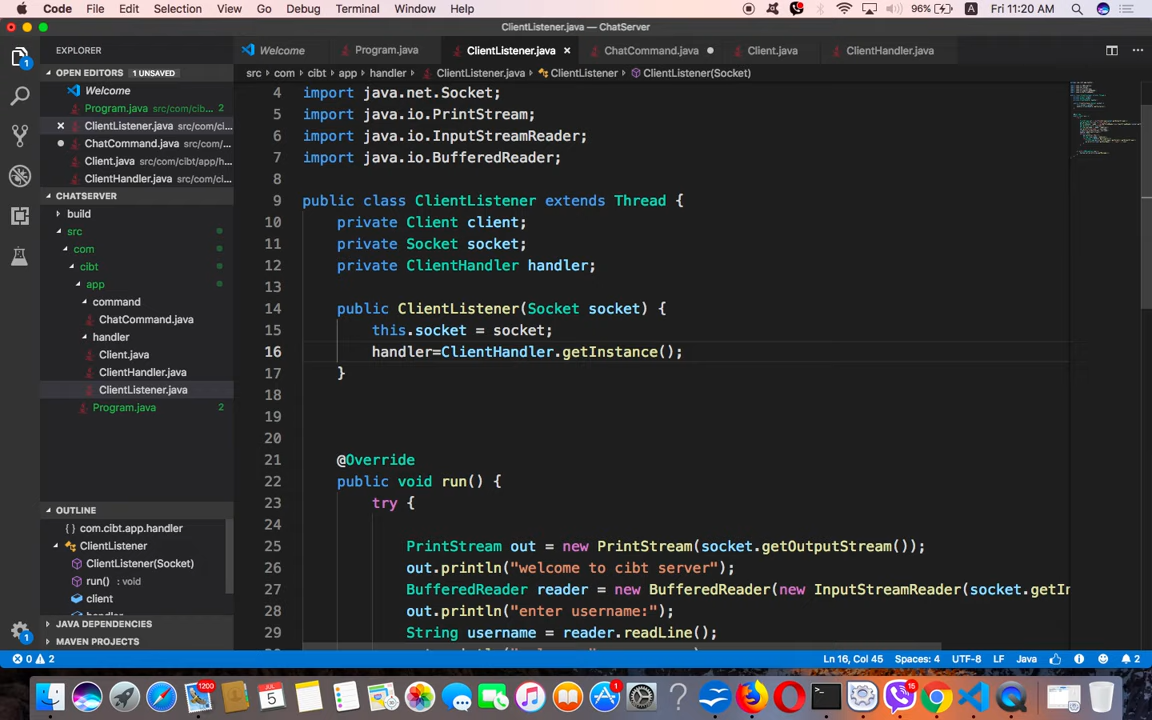 Code File Edit Selection View Go Debug Terminal Window Help 96% Fri 11:20 AM
ClientListener.java — ChatServer
EXPLORER
Welcome Program.java ClientListener.java × ChatCommand.java ● Client.java ClientHandler.java
OPEN EDITORS 1 UNSAVED
src › com › cibt › app › handler › ClientListener.java › ClientListener › ClientListener(Socket)
Welcome
Program.java src/com/cib... 2
ClientListener.java src/com/ci...
ChatCommand.java src/com/...
Client.java src/com/cibt/app/h...
ClientHandler.java src/com/ci...
CHATSERVER
build
src
com
cibt
app
command
ChatCommand.java
handler
Client.java
ClientHandler.java
ClientListener.java
Program.java 2
OUTLINE
{} com.cibt.app.handler
ClientListener
ClientListener(Socket)
run() : void
client
JAVA DEPENDENCIES
MAVEN PROJECTS
4 import java.net.Socket;
5 import java.io.PrintStream;
6 import java.io.InputStreamReader;
7 import java.io.BufferedReader;
8
9 public class ClientListener extends Thread {
10 private Client client;
11 private Socket socket;
12 private ClientHandler handler;
13
14 public ClientListener(Socket socket) {
15 this.socket = socket;
16 handler=ClientHandler.getInstance();
17 }
18
19
20
21 @Override
22 public void run() {
23 try {
24
25 PrintStream out = new PrintStream(socket.getOutputStream());
26 out.println("welcome to cibt server");
27 BufferedReader reader = new BufferedReader(new InputStreamReader(socket.getIn
28 out.println("enter username:");
29 String username = reader.readLine();
0 2 Ln 16, Col 45 Spaces: 4 UTF-8 LF Java 2